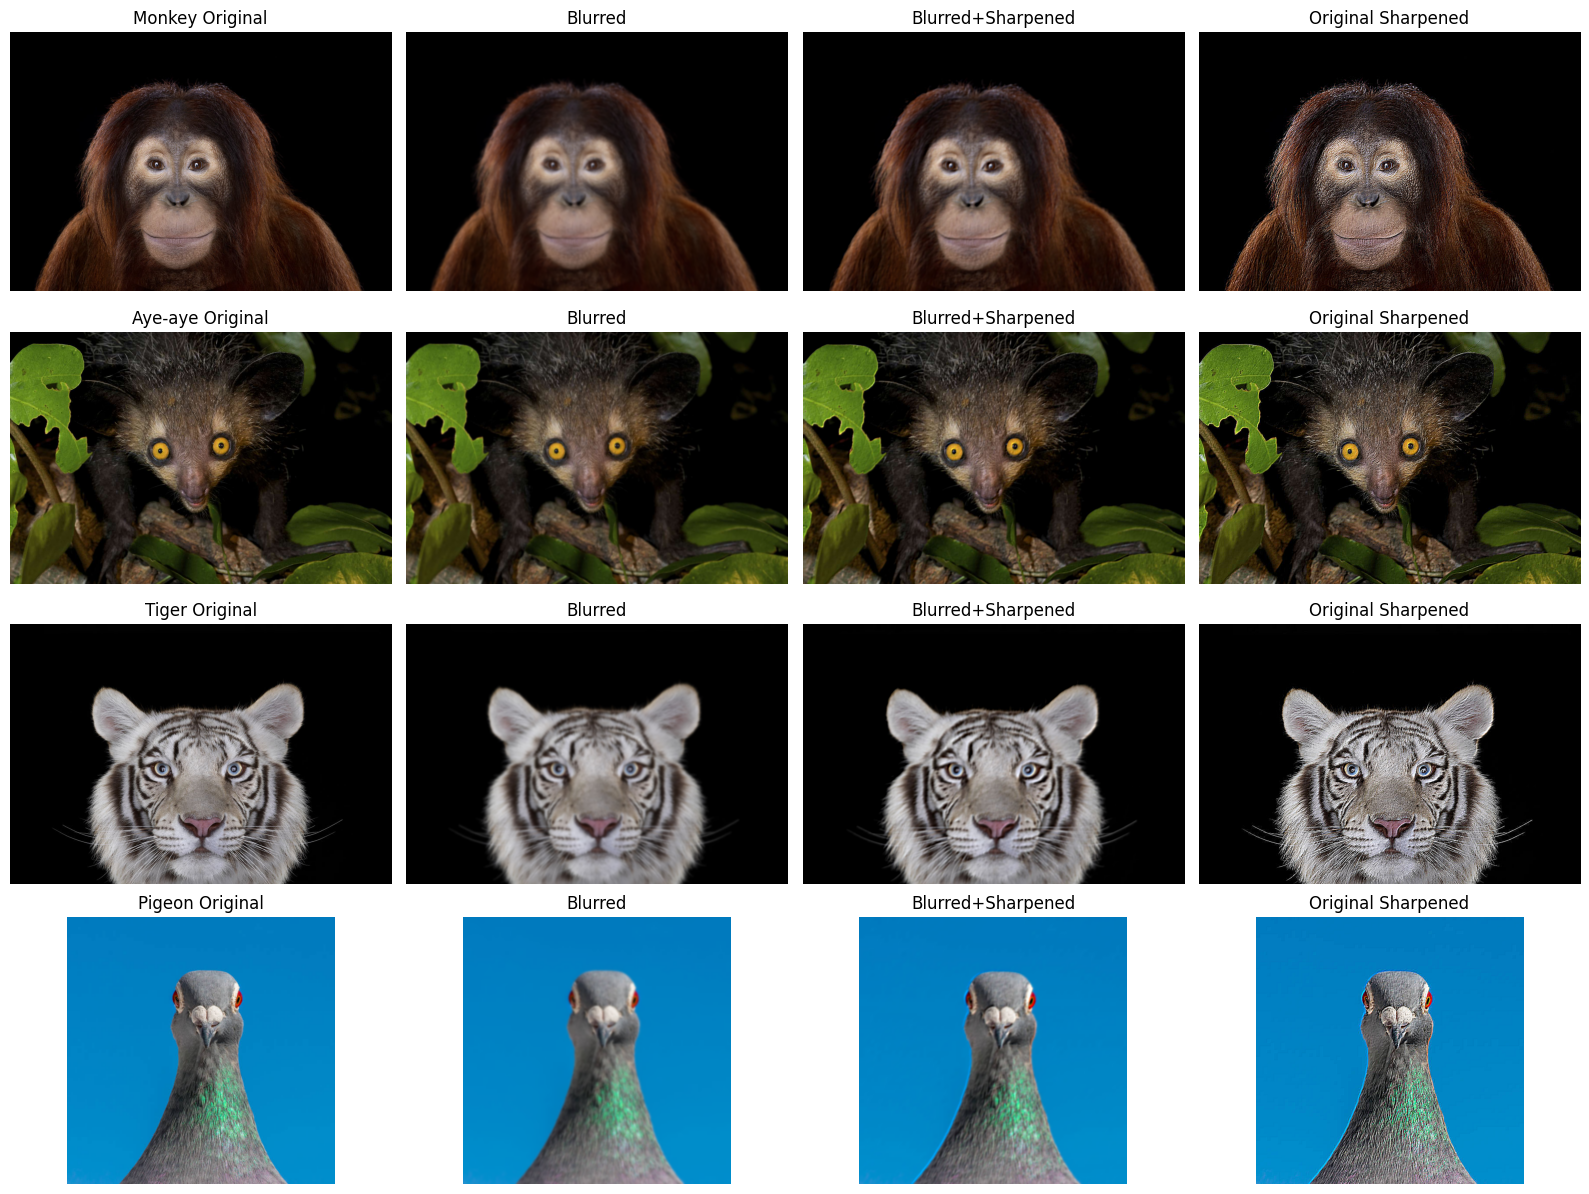 Monkey Original
Blurred
Blurred+Sharpened
Original Sharpened
Aye-aye Original
Blurred
Blurred+Sharpened
Original Sharpened
Tiger Original
Blurred
Blurred+Sharpened
Original Sharpened
Pigeon Original
Blurred
Blurred+Sharpened
Original Sharpened